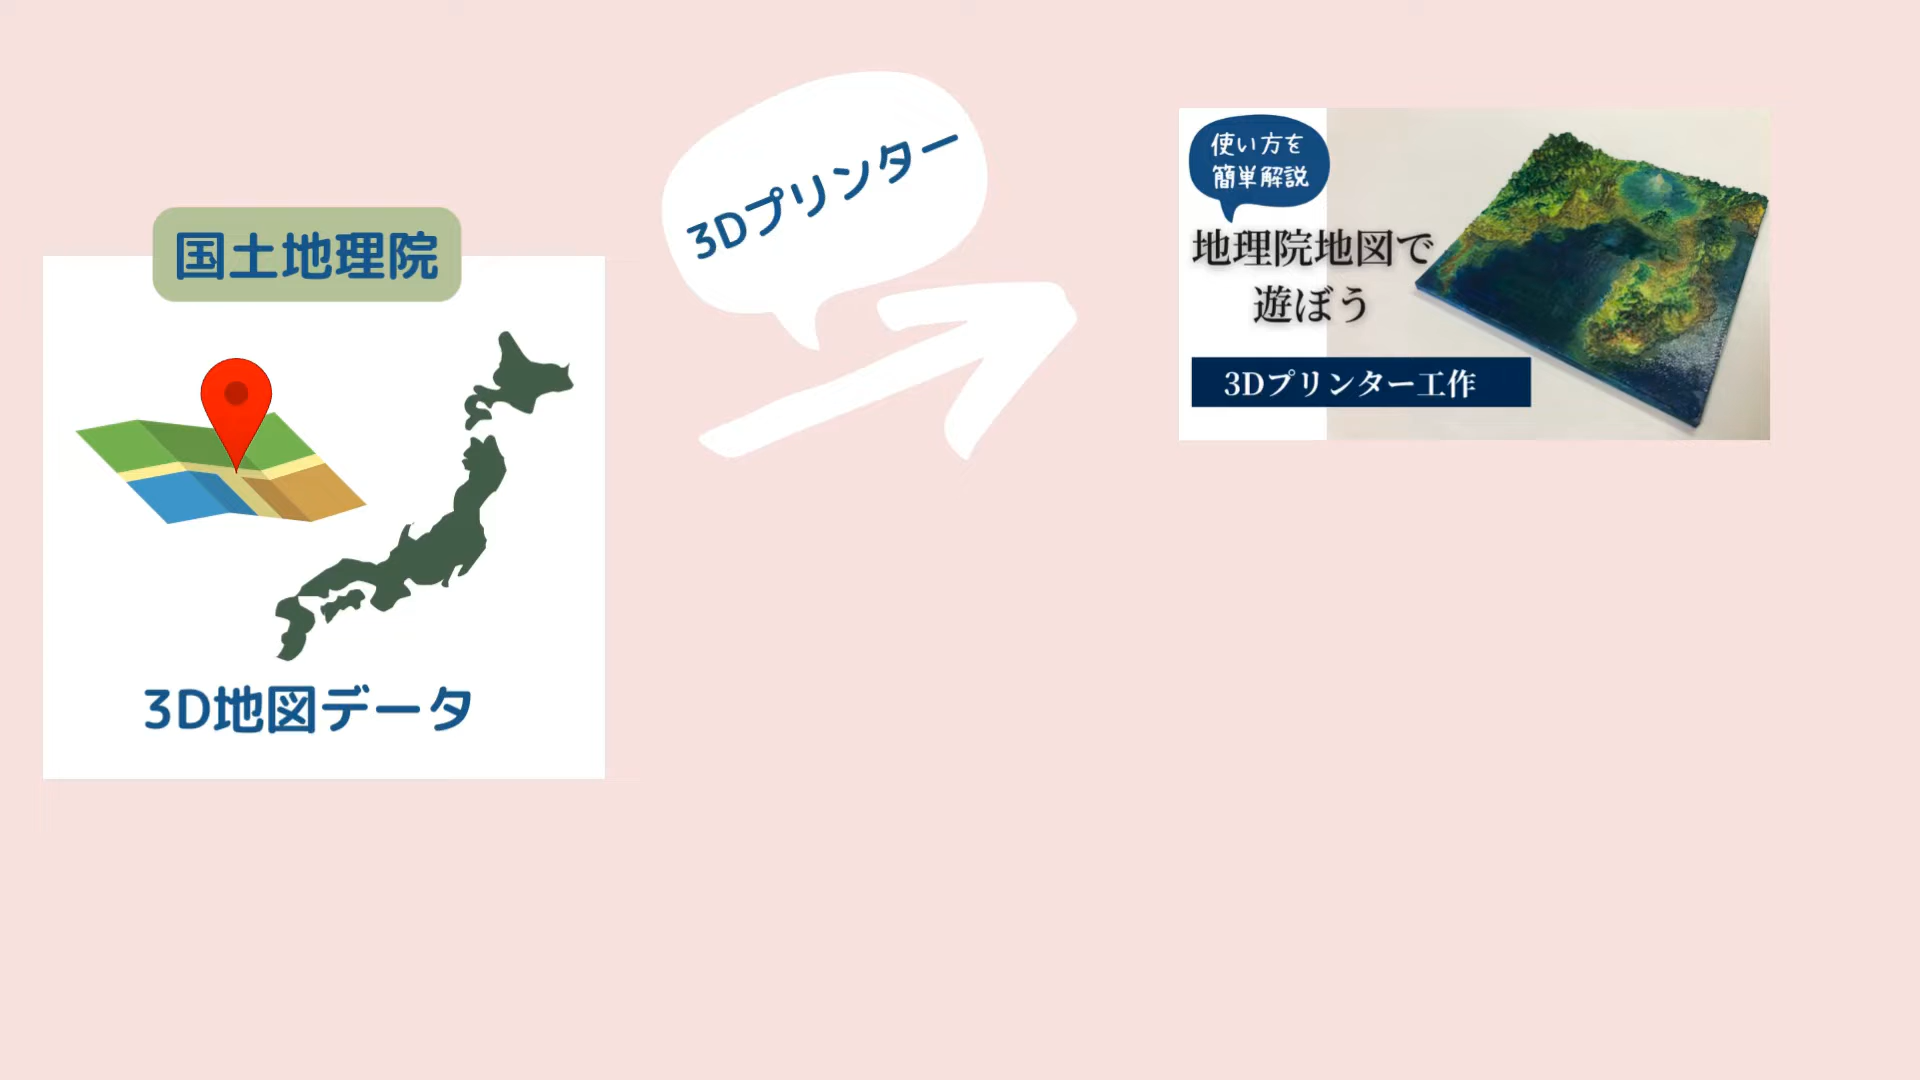 国土地理院
3D地図データ
3Dプリンター
使い方を
簡単解説
地理院地図で
遊ぼう
3Dプリンター工作